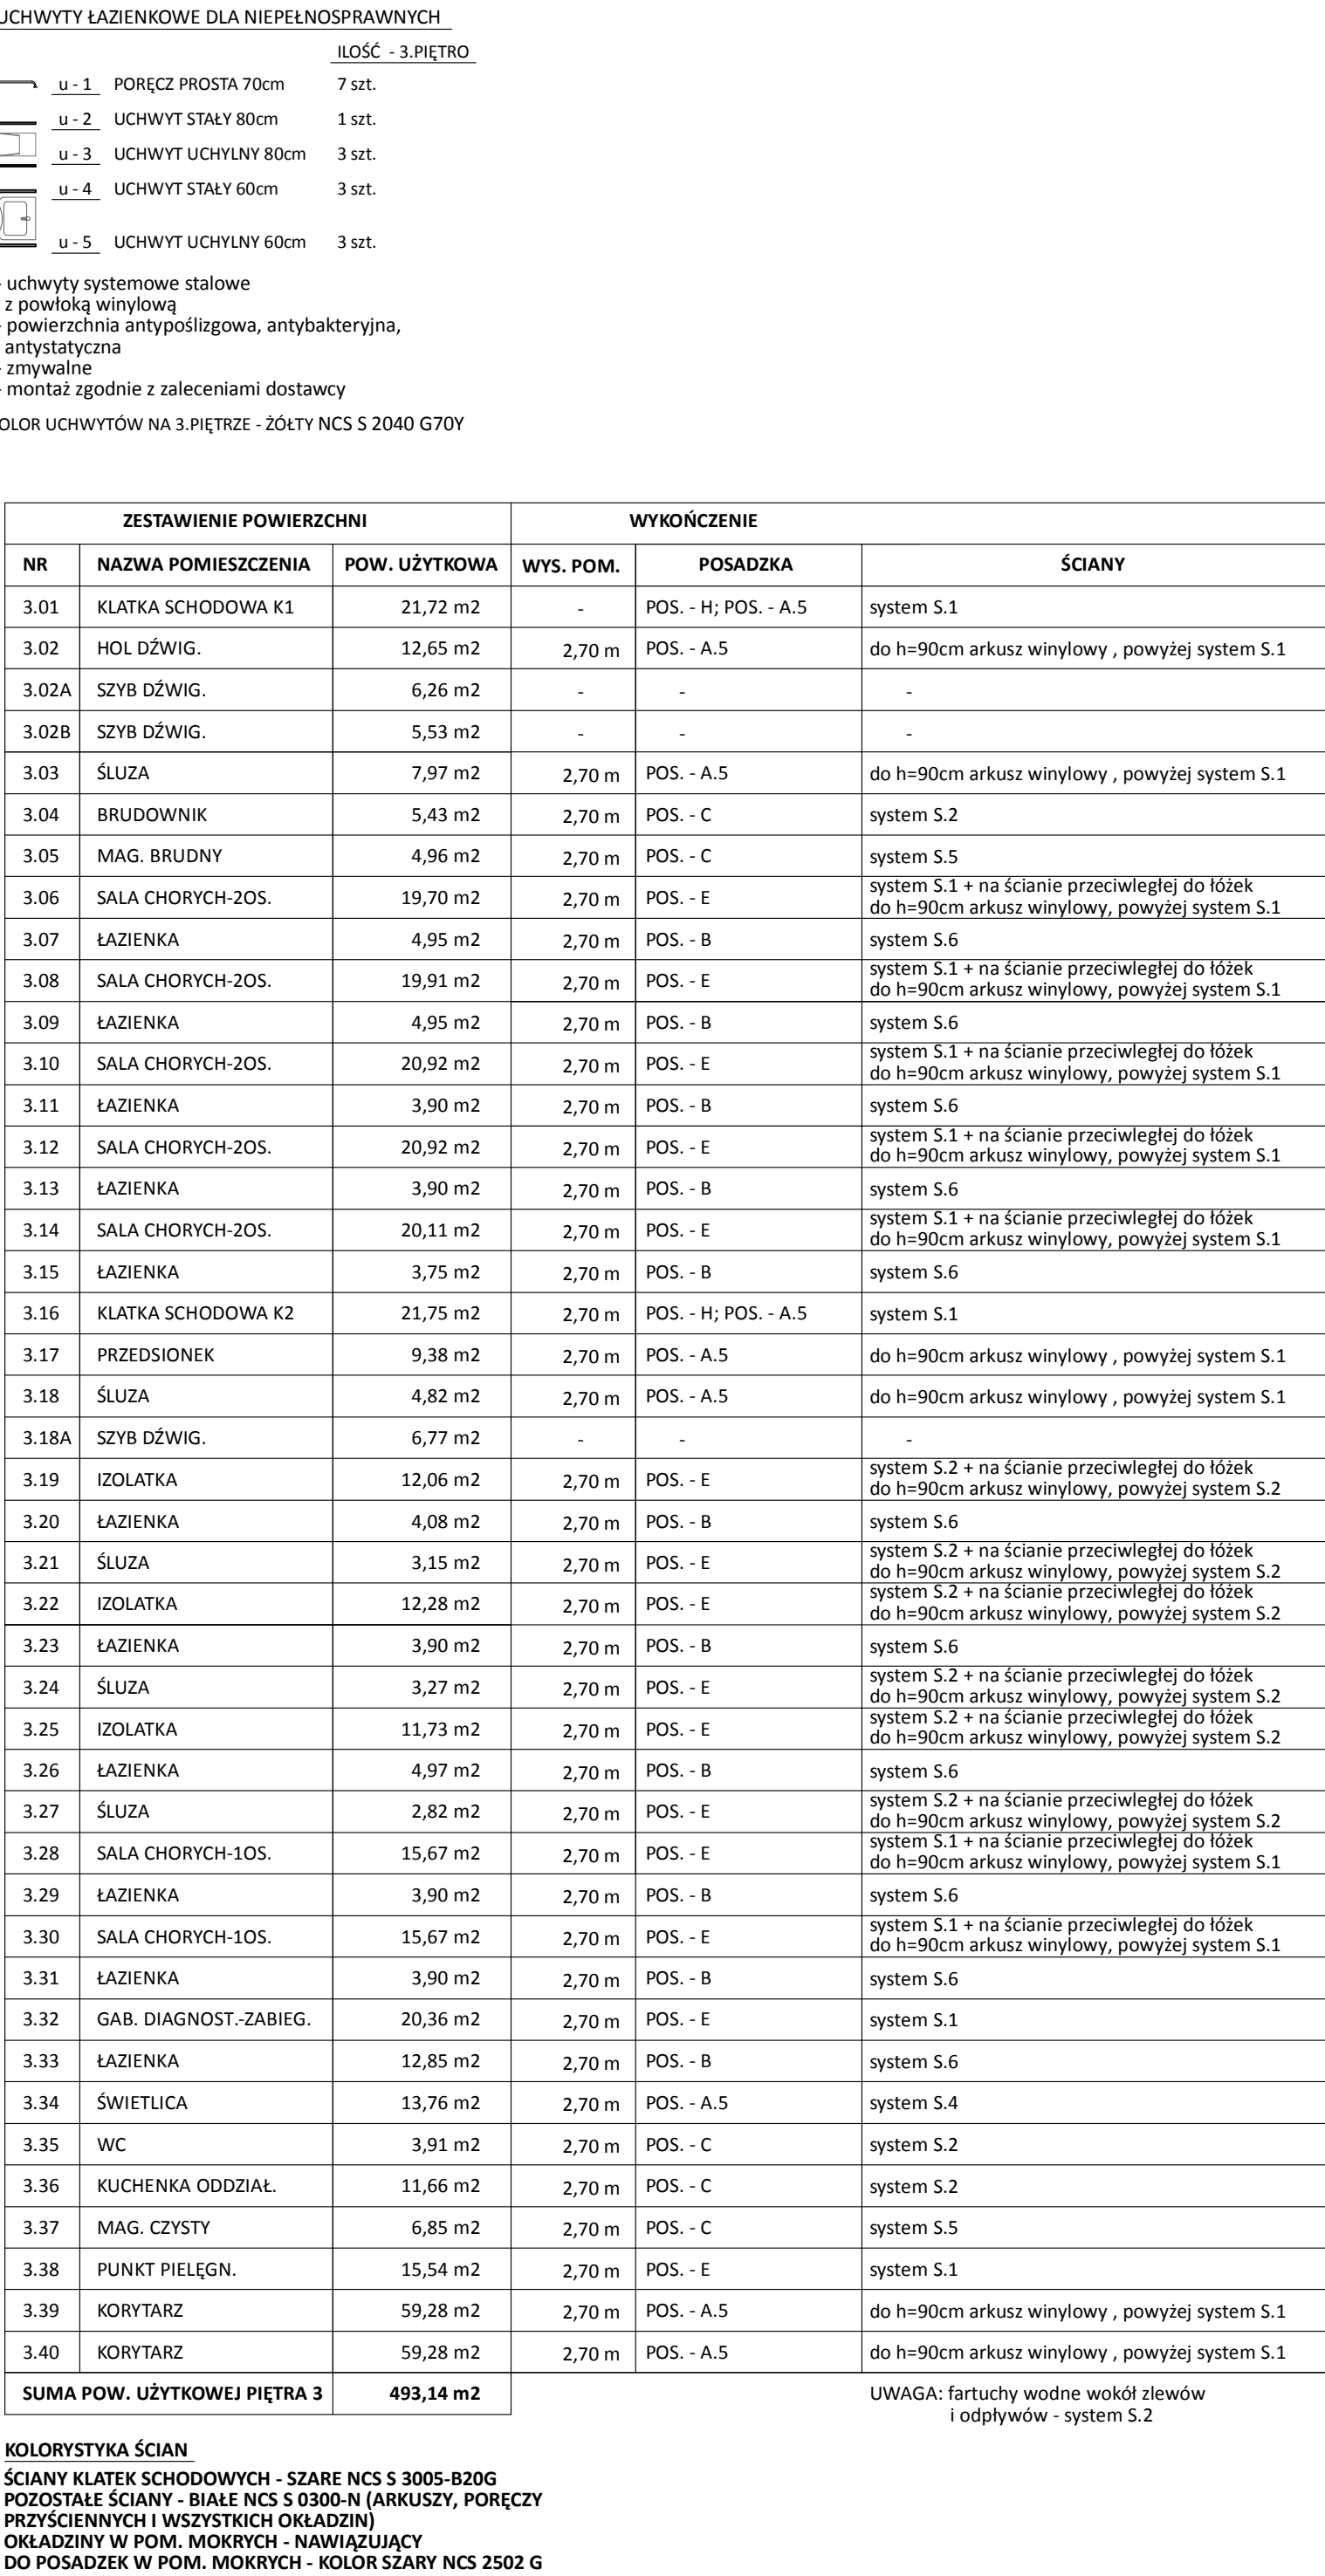 UCHWYTY ŁAZIENKOWE DLA NIEPEŁNOSPRAWNYCH
ILOŚĆ - 3.PIĘTRO
u - 1 PORĘCZ PROSTA 70cm 7 szt.
u - 2 UCHWYT STAŁY 80cm 1 szt.
u - 3 UCHWYT UCHYLNY 80cm 3 szt.
u - 4 UCHWYT STAŁY 60cm 3 szt.
u - 5 UCHWYT UCHYLNY 60cm 3 szt.
- uchwyty systemowe stalowe
z powłoką winylową
- powierzchnia antypoślizgowa, antybakteryjna,
antystatyczna
- zmywalne
- montaż zgodnie z zaleceniami dostawcy
OLOR UCHWYTÓW NA 3.PIĘTRZE - ŻÓŁTY NCS S 2040 G70Y
ZESTAWIENIE POWIERZCHNI WYKOŃCZENIE
NR NAZWA POMIESZCZENIA POW. UŻYTKOWA WYS. POM. POSADZKA ŚCIANY
3.01 KLATKA SCHODOWA K1 21,72 m2 - POS. - H; POS. - A.5 system S.1
3.02 HOL DŹWIG. 12,65 m2 2,70 m POS. - A.5 do h=90cm arkusz winylowy , powyżej system S.1
3.02A SZYB DŹWIG. 6,26 m2 - - -
3.02B SZYB DŹWIG. 5,53 m2 - - -
3.03 ŚLUZA 7,97 m2 2,70 m POS. - A.5 do h=90cm arkusz winylowy , powyżej system S.1
3.04 BRUDOWNIK 5,43 m2 2,70 m POS. - C system S.2
3.05 MAG. BRUDNY 4,96 m2 2,70 m POS. - C system S.5
3.06 SALA CHORYCH-2OS. 19,70 m2 2,70 m POS. - E system S.1 + na ścianie przeciwległej do łóżek
do h=90cm arkusz winylowy, powyżej system S.1
3.07 ŁAZIENKA 4,95 m2 2,70 m POS. - B system S.6
3.08 SALA CHORYCH-2OS. 19,91 m2 2,70 m POS. - E system S.1 + na ścianie przeciwległej do łóżek
do h=90cm arkusz winylowy, powyżej system S.1
3.09 ŁAZIENKA 4,95 m2 2,70 m POS. - B system S.6
3.10 SALA CHORYCH-2OS. 20,92 m2 2,70 m POS. - E system S.1 + na ścianie przeciwległej do łóżek
do h=90cm arkusz winylowy, powyżej system S.1
3.11 ŁAZIENKA 3,90 m2 2,70 m POS. - B system S.6
3.12 SALA CHORYCH-2OS. 20,92 m2 2,70 m POS. - E system S.1 + na ścianie przeciwległej do łóżek
do h=90cm arkusz winylowy, powyżej system S.1
3.13 ŁAZIENKA 3,90 m2 2,70 m POS. - B system S.6
3.14 SALA CHORYCH-2OS. 20,11 m2 2,70 m POS. - E system S.1 + na ścianie przeciwległej do łóżek
do h=90cm arkusz winylowy, powyżej system S.1
3.15 ŁAZIENKA 3,75 m2 2,70 m POS. - B system S.6
3.16 KLATKA SCHODOWA K2 21,75 m2 2,70 m POS. - H; POS. - A.5 system S.1
3.17 PRZEDSIONEK 9,38 m2 2,70 m POS. - A.5 do h=90cm arkusz winylowy , powyżej system S.1
3.18 ŚLUZA 4,82 m2 2,70 m POS. - A.5 do h=90cm arkusz winylowy , powyżej system S.1
3.18A SZYB DŹWIG. 6,77 m2 - - -
3.19 IZOLATKA 12,06 m2 2,70 m POS. - E system S.2 + na ścianie przeciwległej do łóżek
do h=90cm arkusz winylowy, powyżej system S.2
3.20 ŁAZIENKA 4,08 m2 2,70 m POS. - B system S.6
3.21 ŚLUZA 3,15 m2 2,70 m POS. - E system S.2 + na ścianie przeciwległej do łóżek
do h=90cm arkusz winylowy, powyżej system S.2
3.22 IZOLATKA 12,28 m2 2,70 m POS. - E system S.2 + na ścianie przeciwległej do łóżek
do h=90cm arkusz winylowy, powyżej system S.2
3.23 ŁAZIENKA 3,90 m2 2,70 m POS. - B system S.6
3.24 ŚLUZA 3,27 m2 2,70 m POS. - E system S.2 + na ścianie przeciwległej do łóżek
do h=90cm arkusz winylowy, powyżej system S.2
3.25 IZOLATKA 11,73 m2 2,70 m POS. - E system S.2 + na ścianie przeciwległej do łóżek
do h=90cm arkusz winylowy, powyżej system S.2
3.26 ŁAZIENKA 4,97 m2 2,70 m POS. - B system S.6
3.27 ŚLUZA 2,82 m2 2,70 m POS. - E system S.2 + na ścianie przeciwległej do łóżek
do h=90cm arkusz winylowy, powyżej system S.2
3.28 SALA CHORYCH-1OS. 15,67 m2 2,70 m POS. - E system S.1 + na ścianie przeciwległej do łóżek
do h=90cm arkusz winylowy, powyżej system S.1
3.29 ŁAZIENKA 3,90 m2 2,70 m POS. - B system S.6
3.30 SALA CHORYCH-1OS. 15,67 m2 2,70 m POS. - E system S.1 + na ścianie przeciwległej do łóżek
do h=90cm arkusz winylowy, powyżej system S.1
3.31 ŁAZIENKA 3,90 m2 2,70 m POS. - B system S.6
3.32 GAB. DIAGNOST.-ZABIEG. 20,36 m2 2,70 m POS. - E system S.1
3.33 ŁAZIENKA 12,85 m2 2,70 m POS. - B system S.6
3.34 ŚWIETLICA 13,76 m2 2,70 m POS. - A.5 system S.4
3.35 WC 3,91 m2 2,70 m POS. - C system S.2
3.36 KUCHENKA ODDZIAŁ. 11,66 m2 2,70 m POS. - C system S.2
3.37 MAG. CZYSTY 6,85 m2 2,70 m POS. - C system S.5
3.38 PUNKT PIELĘGN. 15,54 m2 2,70 m POS. - E system S.1
3.39 KORYTARZ 59,28 m2 2,70 m POS. - A.5 do h=90cm arkusz winylowy , powyżej system S.1
3.40 KORYTARZ 59,28 m2 2,70 m POS. - A.5 do h=90cm arkusz winylowy , powyżej system S.1
SUMA POW. UŻYTKOWEJ PIĘTRA 3 493,14 m2 UWAGA: fartuchy wodne wokół zlewów
i odpływów - system S.2
KOLORYSTYKA ŚCIAN
ŚCIANY KLATEK SCHODOWYCH - SZARE NCS S 3005-B20G
POZOSTAŁE ŚCIANY - BIAŁE NCS S 0300-N (ARKUSZY, PORĘCZY
PRZYŚCIENNYCH I WSZYSTKICH OKŁADZIN)
OKŁADZINY W POM. MOKRYCH - NAWIĄZUJĄCY
DO POSADZEK W POM. MOKRYCH - KOLOR SZARY NCS 2502 G